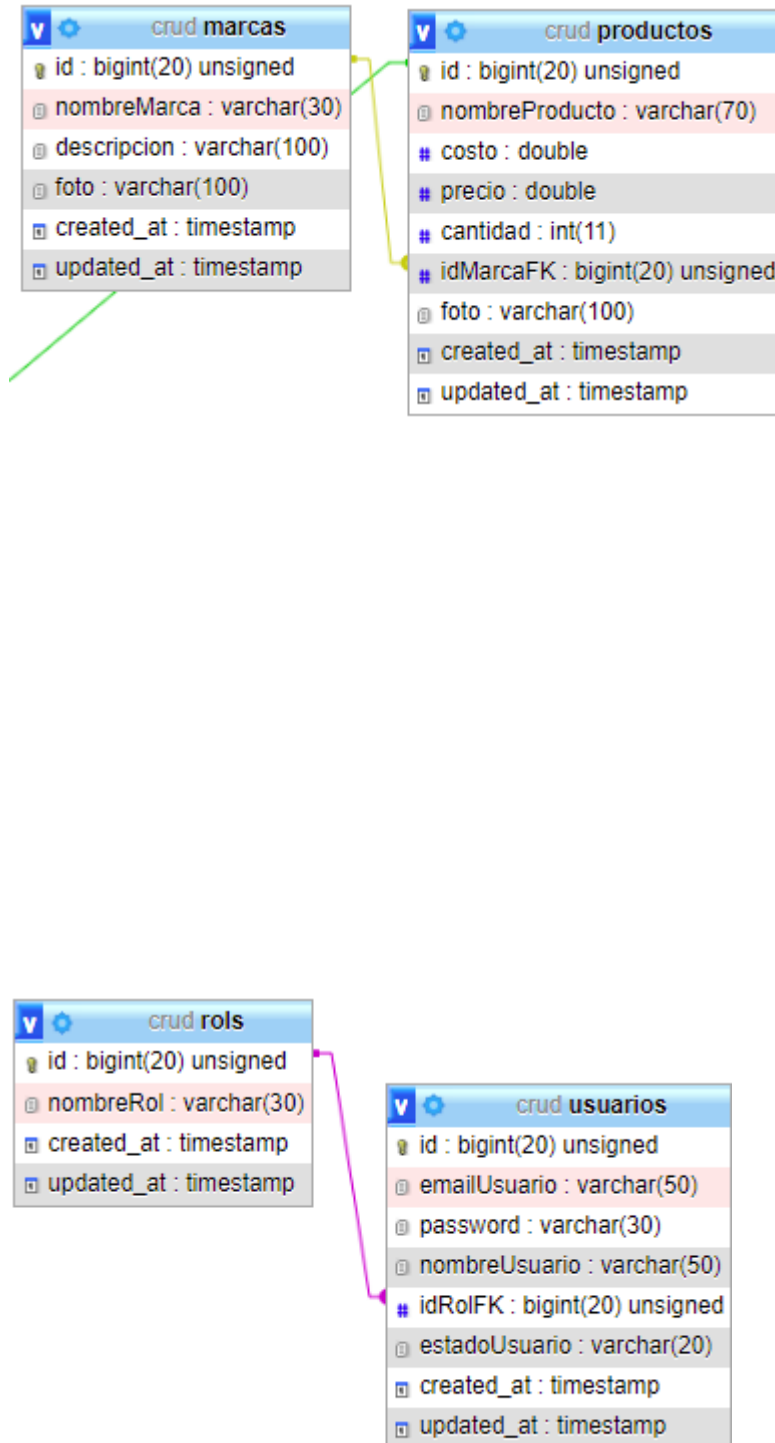 v crud marcas
id : bigint(20) unsigned
nombreMarca : varchar(30)
descripcion : varchar(100)
foto : varchar(100)
created_at : timestamp
updated_at : timestamp
v crud productos
id : bigint(20) unsigned
nombreProducto : varchar(70)
# costo : double
# precio : double
# cantidad : int(11)
# idMarcaFK : bigint(20) unsigned
foto : varchar(100)
created_at : timestamp
updated_at : timestamp
v crud rols
id : bigint(20) unsigned
nombreRol : varchar(30)
created_at : timestamp
updated_at : timestamp
v crud usuarios
id : bigint(20) unsigned
emailUsuario : varchar(50)
password : varchar(30)
nombreUsuario : varchar(50)
# idRolFK : bigint(20) unsigned
estadoUsuario : varchar(20)
created_at : timestamp
updated_at : timestamp